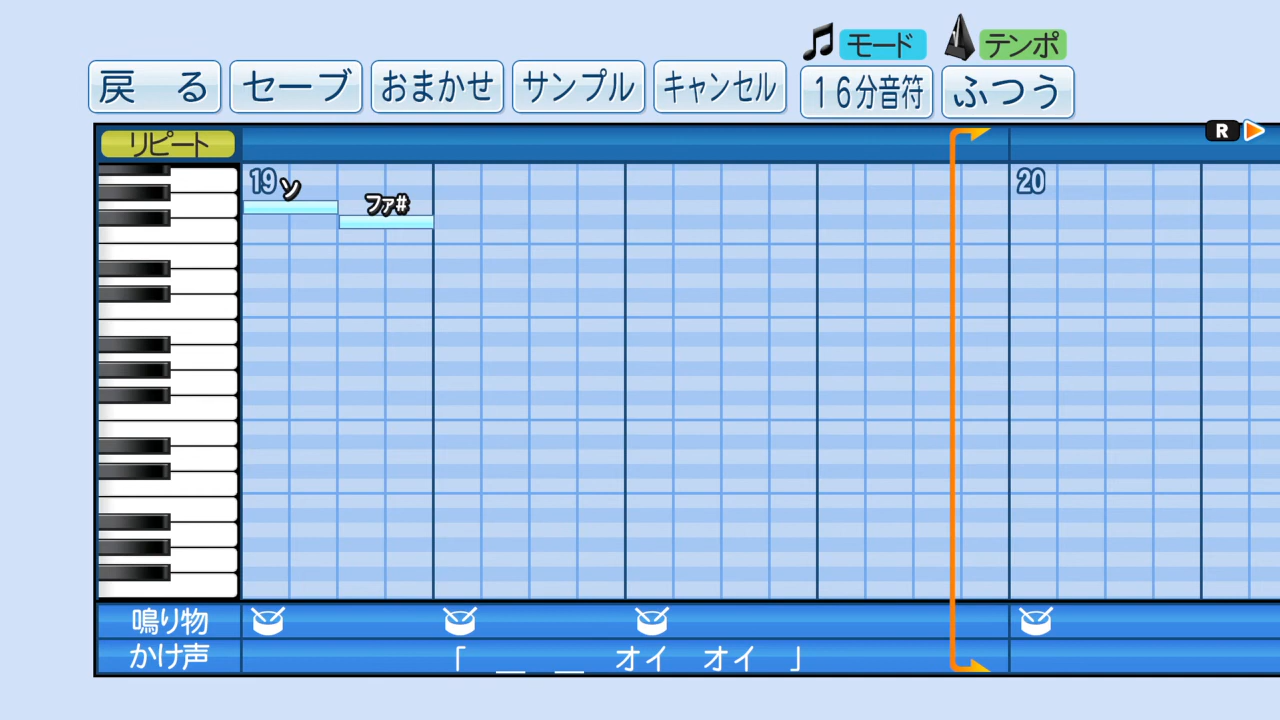 モード テンポ
戻る セーブ おまかせ サンプル キャンセル 16分音符 ふつう
リピート R
19 ソ 20
ファ#
鳴り物
かけ声 「 __ __ オイ オイ 」